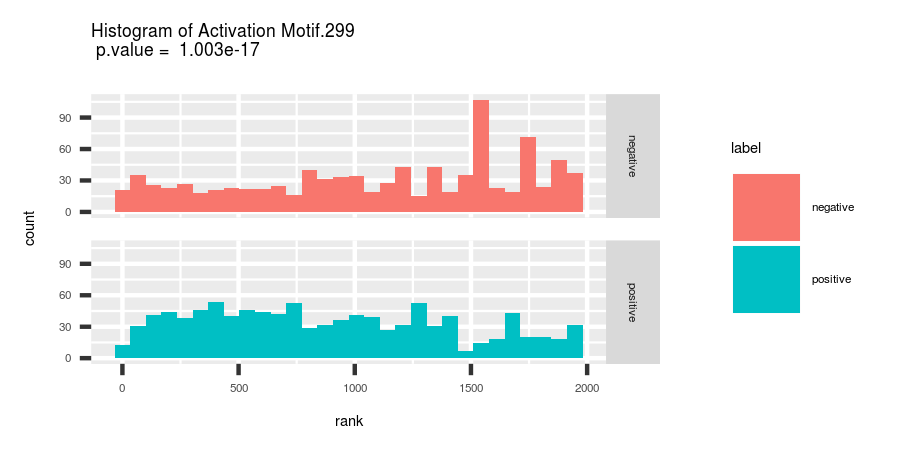 Histogram of Activation Motif.299
p.value = 1.003e-17
count
90
60
30
0
negative
90
60
30
0
positive
0 500 1000 1500 2000
rank
label
negative
positive